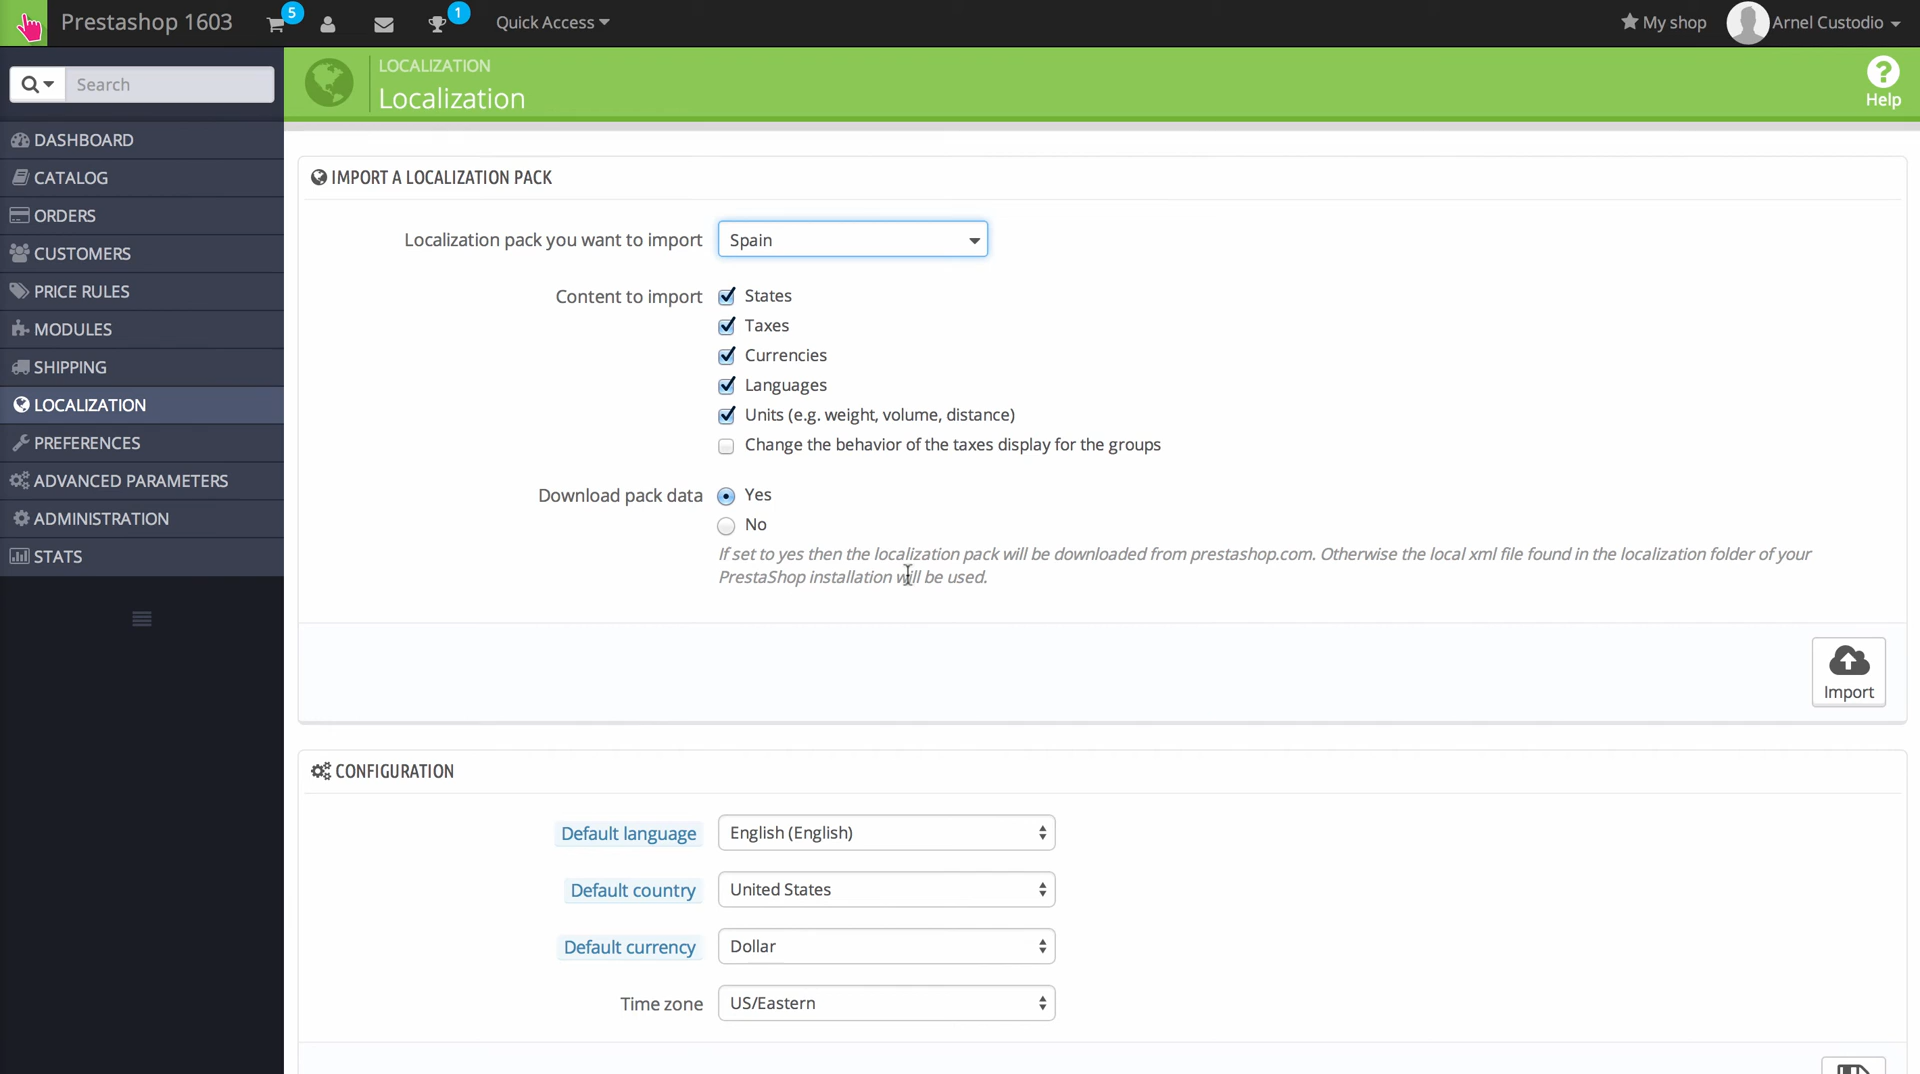 Prestashop 1603
5
1
Quick Access
My shop
Arnel Custodio
Search
LOCALIZATION
Localization
Help
DASHBOARD
CATALOG
ORDERS
CUSTOMERS
PRICE RULES
MODULES
SHIPPING
LOCALIZATION
PREFERENCES
ADVANCED PARAMETERS
ADMINISTRATION
STATS
IMPORT A LOCALIZATION PACK
Localization pack you want to import
Spain
Content to import
States
Taxes
Currencies
Languages
Units (e.g. weight, volume, distance)
Change the behavior of the taxes display for the groups
Download pack data
Yes
No
If set to yes then the localization pack will be downloaded from prestashop.com. Otherwise the local xml file found in the localization folder of your
PrestaShop installation will be used.
Import
CONFIGURATION
Default language
English (English)
Default country
United States
Default currency
Dollar
Time zone
US/Eastern